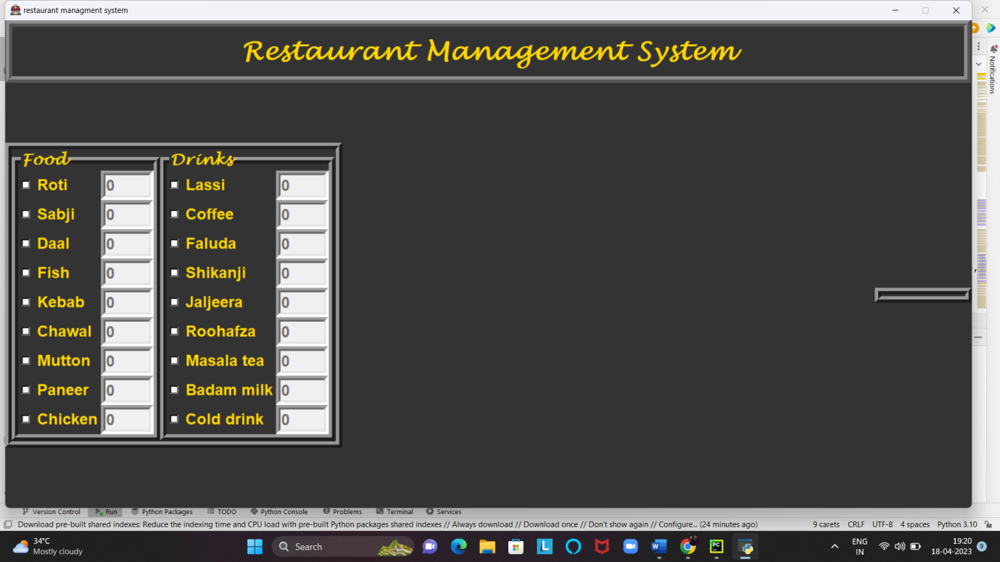 restaurant managment system
Restaurant Management System
Notifications
Food
Roti 0
Sabji 0
Daal 0
Fish 0
Kebab 0
Chawal 0
Mutton 0
Paneer 0
Chicken 0
Drinks
Lassi 0
Coffee 0
Faluda 0
Shikanji 0
Jaljeera 0
Roohafza 0
Masala tea 0
Badam milk 0
Cold drink 0
Version Control Run Python Packages TODO Python Console Problems Terminal Services
Download pre-built shared indexes: Reduce the indexing time and CPU load with pre-built Python packages shared indexes // Always download // Download once // Don't show again // Configure... (24 minutes ago) 9 carets CRLF UTF-8 4 spaces Python 3.10
34°C
Mostly cloudy
Search
L
W
PC
ENG
IN
19:20
18-04-2023
9